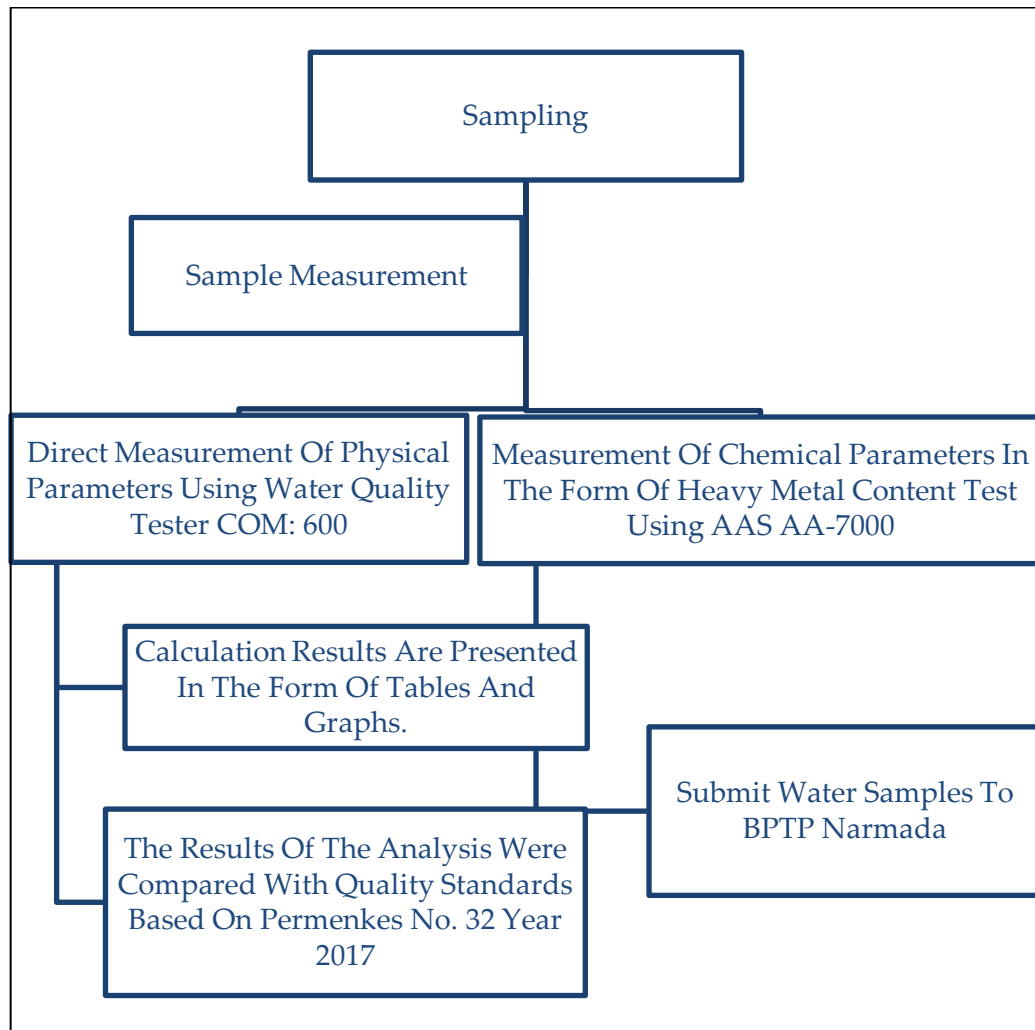 Sampling
Sample Measurement
Direct Measurement Of Physical
Parameters Using Water Quality
Tester COM: 600
Measurement Of Chemical Parameters In
The Form Of Heavy Metal Content Test
Using AAS AA-7000
Calculation Results Are Presented
In The Form Of Tables And
Graphs.
Submit Water Samples To
BPTP Narmada
The Results Of The Analysis Were
Compared With Quality Standards
Based On Permenkes No. 32 Year
2017